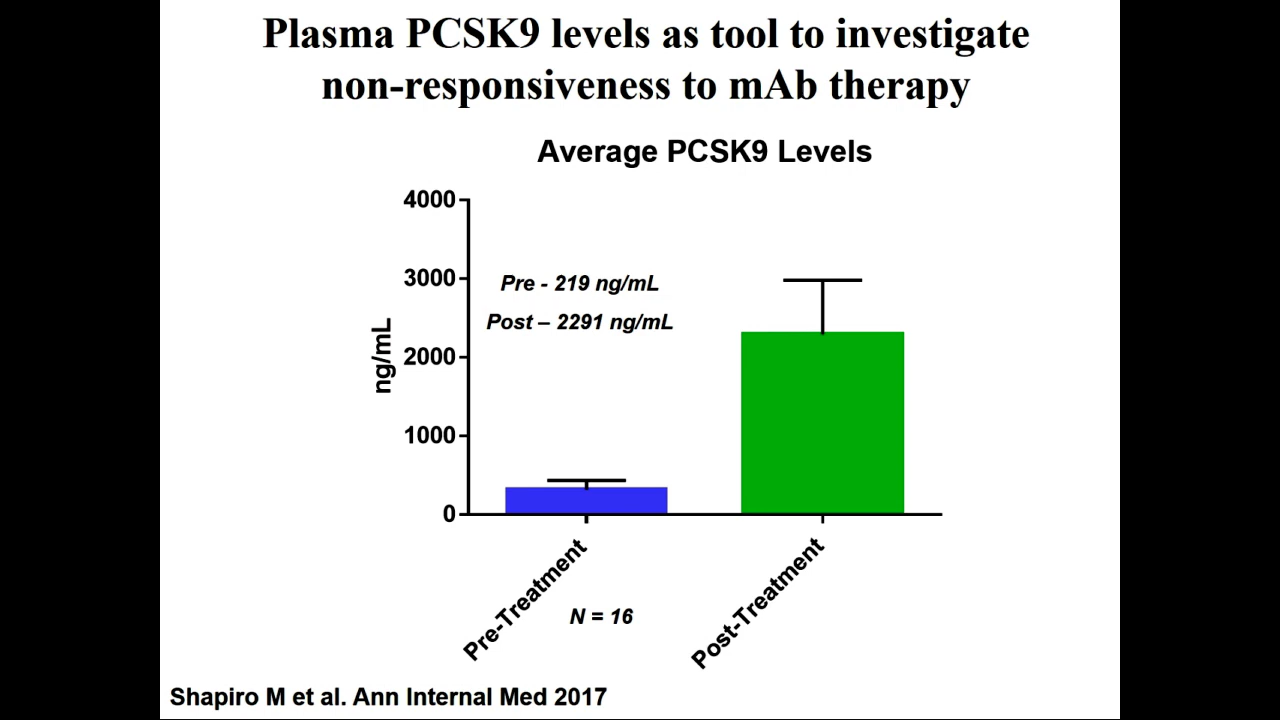 Plasma PCSK9 levels as tool to investigate
non-responsiveness to mAb therapy
Average PCSK9 Levels
4000
3000
2000
1000
0
ng/mL
Pre - 219 ng/mL
Post – 2291 ng/mL
Pre-Treatment
Post-Treatment
N = 16
Shapiro M et al. Ann Internal Med 2017